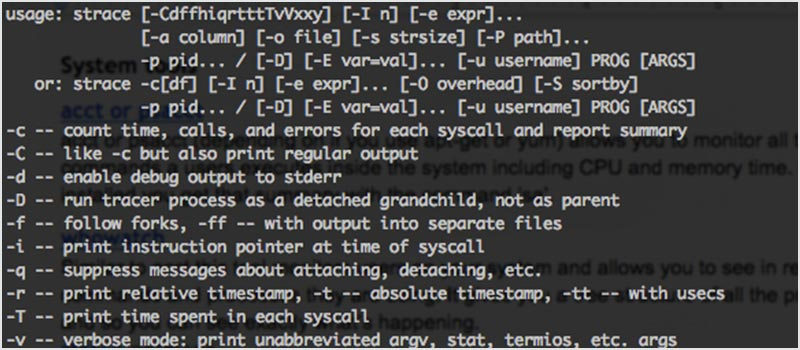 usage: strace [-CdffhiqrtttTvVxxy] [-I n] [-e expr]...
[-a column] [-o file] [-s strsize] [-P path]...
-p pid... / [-D] [-E var=val]... [-u username] PROG [ARGS]
or: strace -c[df] [-I n] [-e expr]... [-O overhead] [-S sortby]
-p pid... / [-D] [-E var=val]... [-u username] PROG [ARGS]
-c -- count time, calls, and errors for each syscall and report summary
-C -- like -c but also print regular output
-d -- enable debug output to stderr
-D -- run tracer process as a detached grandchild, not as parent
-f -- follow forks, -ff -- with output into separate files
-i -- print instruction pointer at time of syscall
-q -- suppress messages about attaching, detaching, etc.
-r -- print relative timestamp, -t -- absolute timestamp, -tt -- with usecs
-T -- print time spent in each syscall
-v -- verbose mode: print unabbreviated argv, stat, termios, etc. args
System tools
acct or psacct